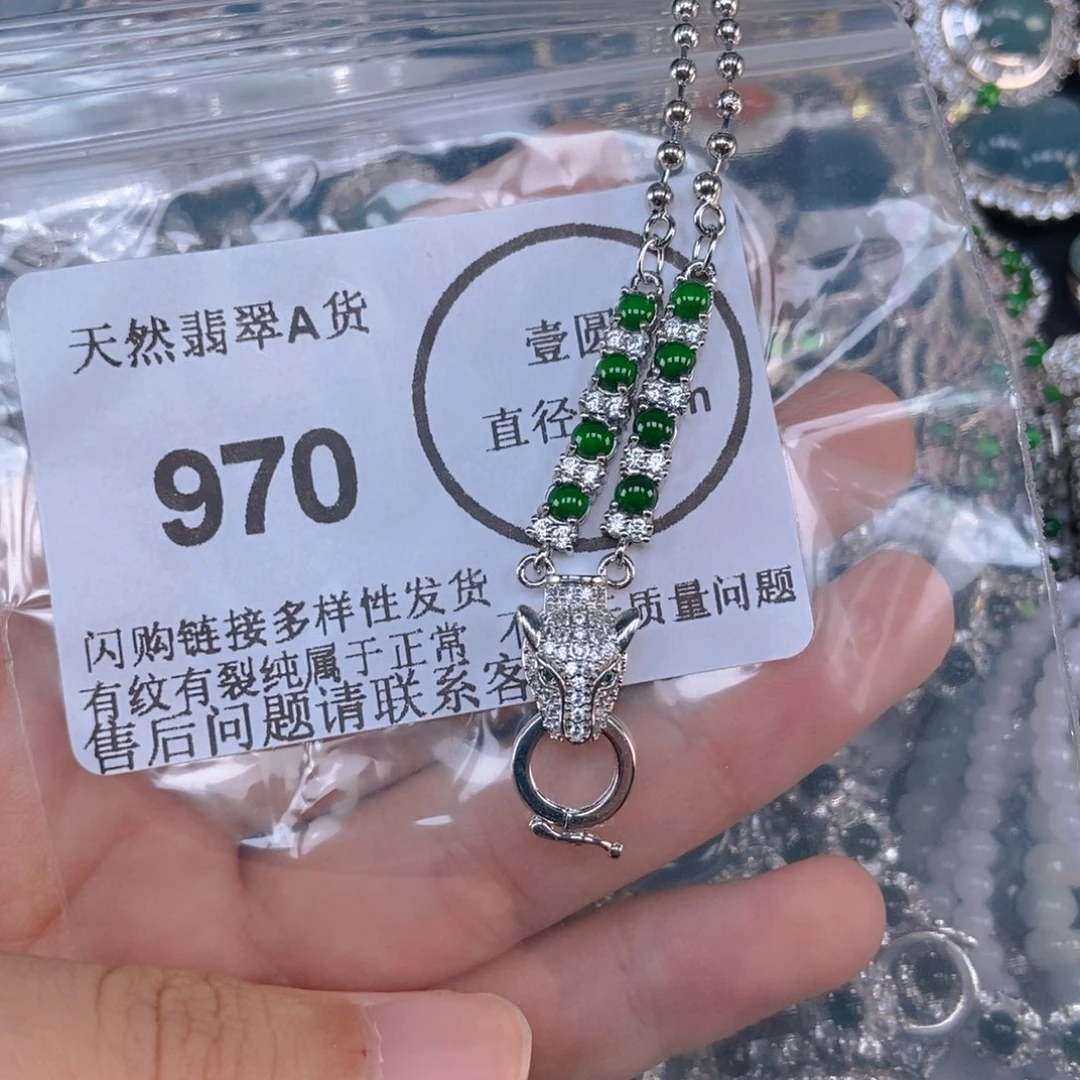 天然翡翠A货
970
壹圆
直径
闪购链接多样性发货
有纹有裂纯属于正常 不 质量问题
售后问题请联系客